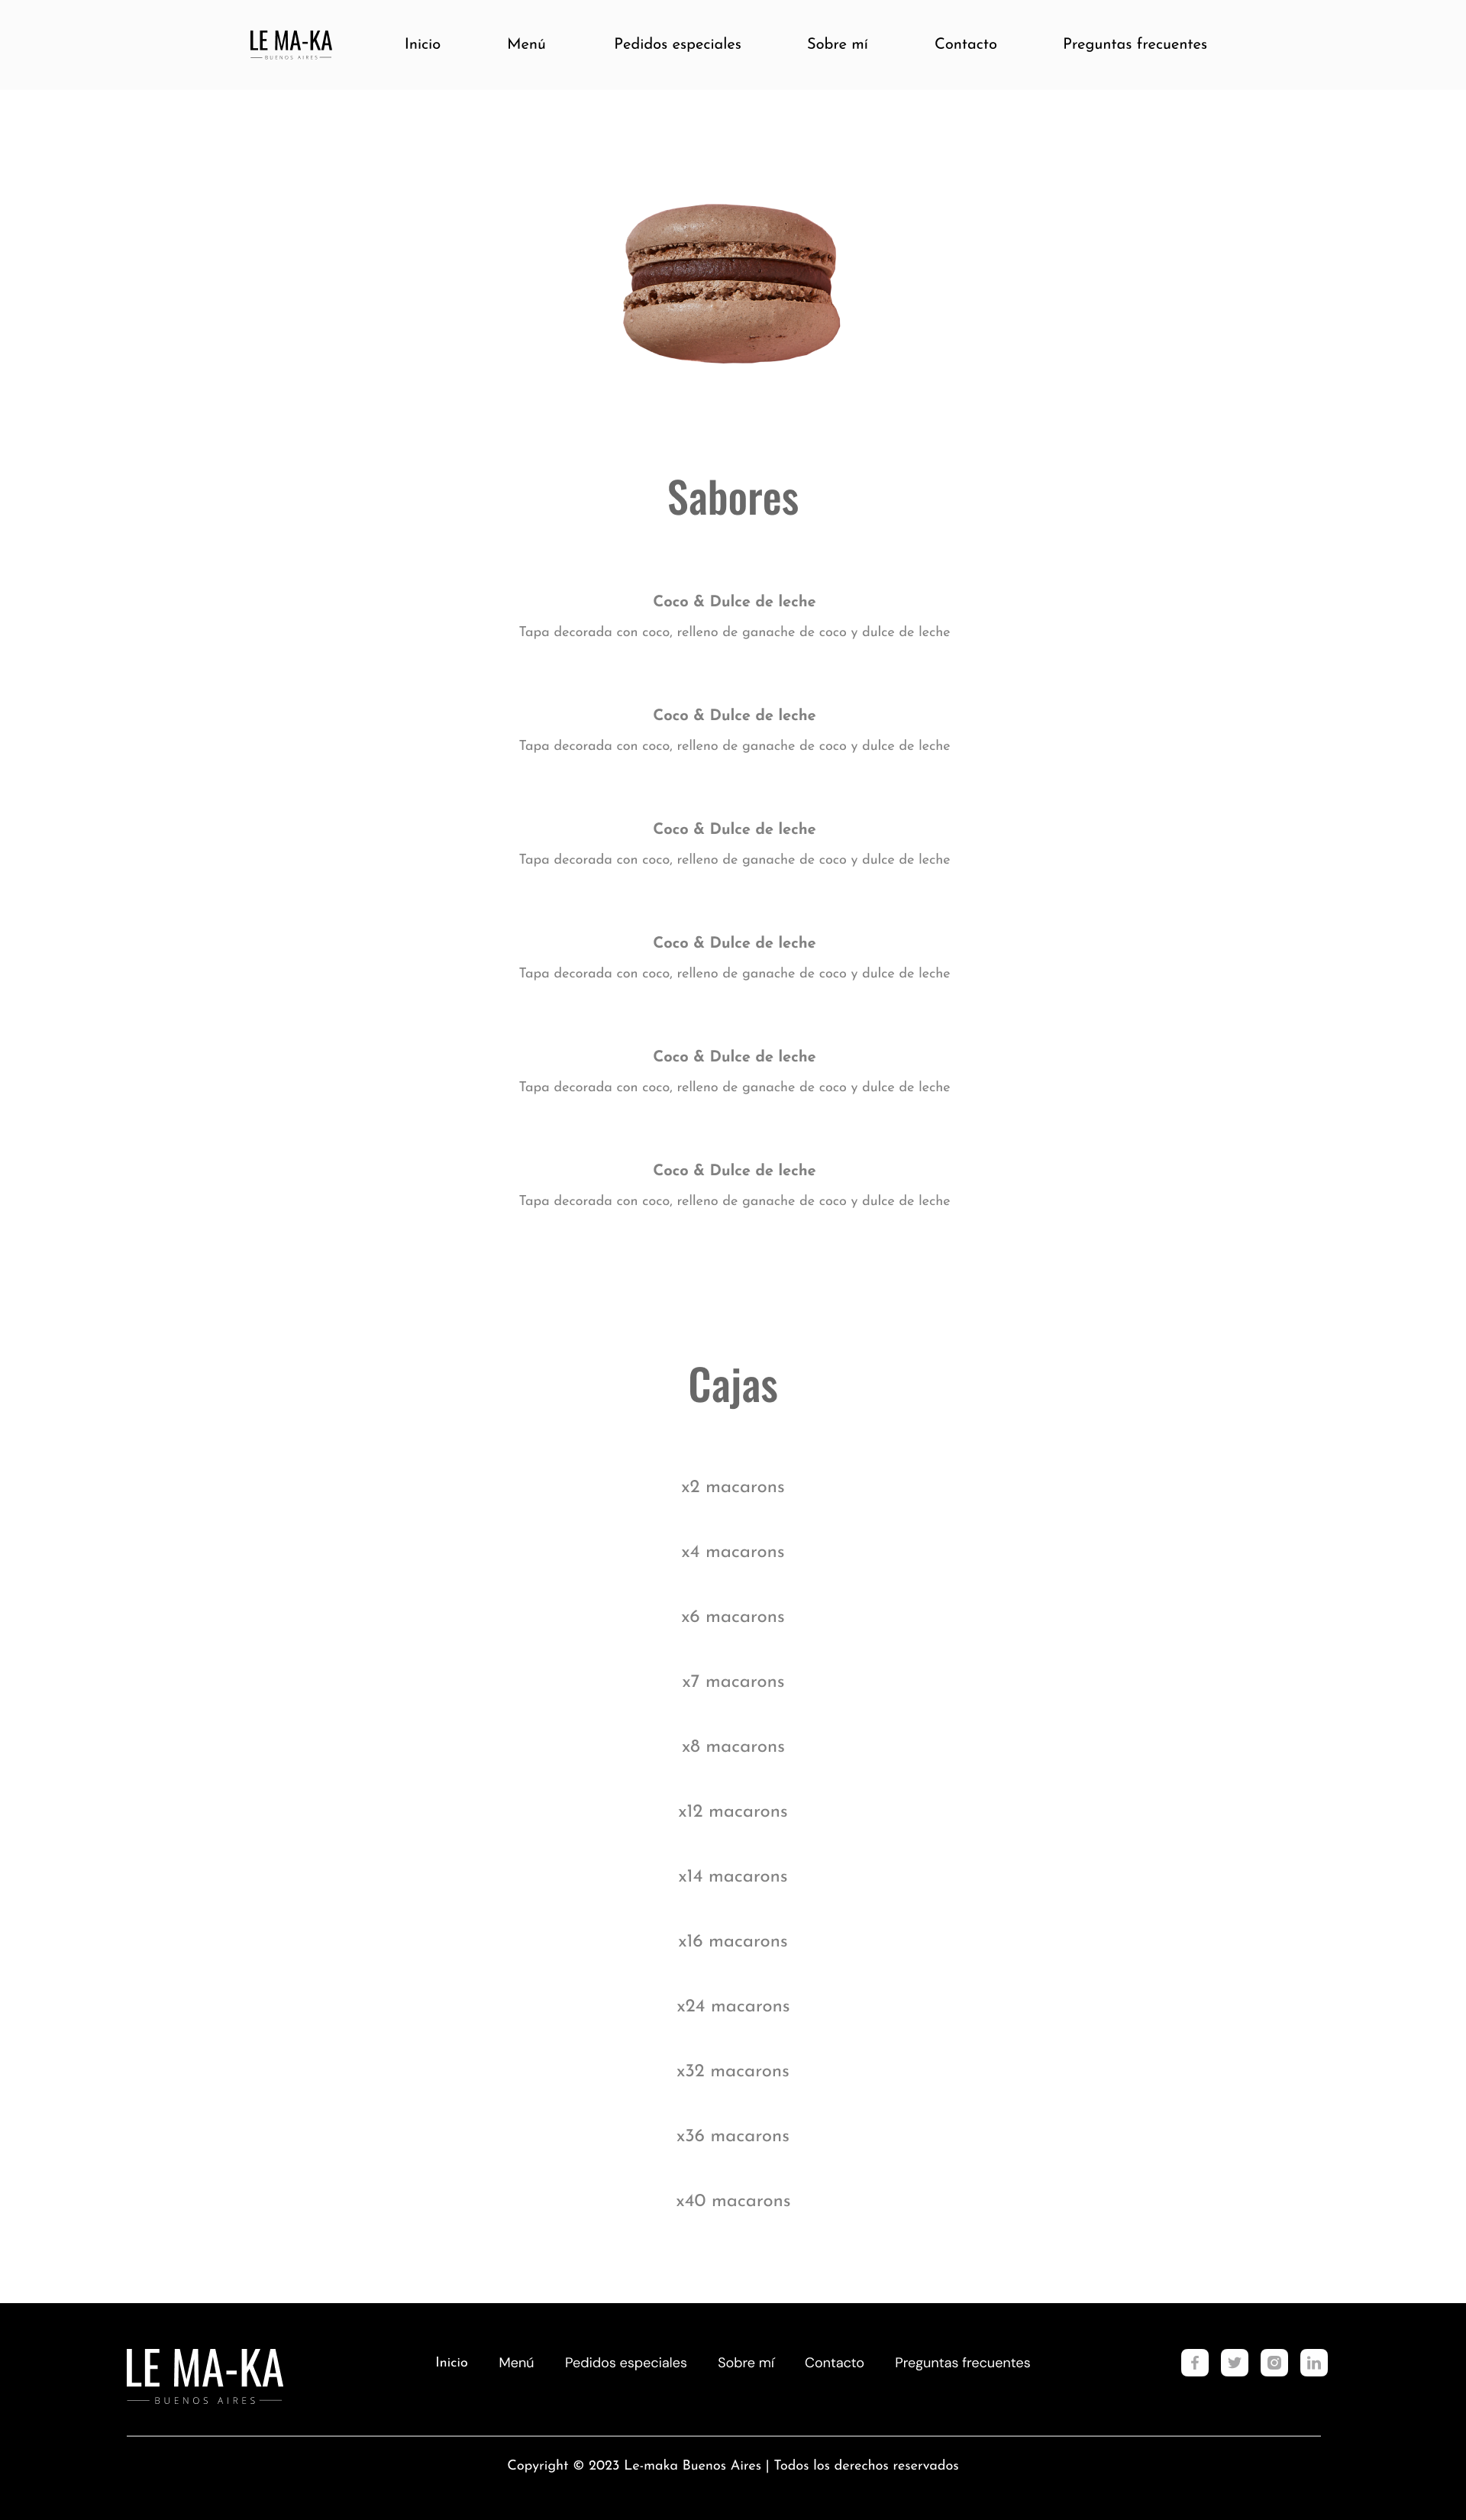 LE MA-KA
BUENOS AIRES
Inicio Menú Pedidos especiales Sobre mí Contacto Preguntas frecuentes
Sabores
Coco & Dulce de leche
Tapa decorada con coco, relleno de ganache de coco y dulce de leche
Coco & Dulce de leche
Tapa decorada con coco, relleno de ganache de coco y dulce de leche
Coco & Dulce de leche
Tapa decorada con coco, relleno de ganache de coco y dulce de leche
Coco & Dulce de leche
Tapa decorada con coco, relleno de ganache de coco y dulce de leche
Coco & Dulce de leche
Tapa decorada con coco, relleno de ganache de coco y dulce de leche
Coco & Dulce de leche
Tapa decorada con coco, relleno de ganache de coco y dulce de leche
Cajas
x2 macarons
x4 macarons
x6 macarons
x7 macarons
x8 macarons
x12 macarons
x14 macarons
x16 macarons
x24 macarons
x32 macarons
x36 macarons
x40 macarons
LE MA-KA
BUENOS AIRES
Inicio Menú Pedidos especiales Sobre mí Contacto Preguntas frecuentes
Copyright © 2023 Le-maka Buenos Aires | Todos los derechos reservados